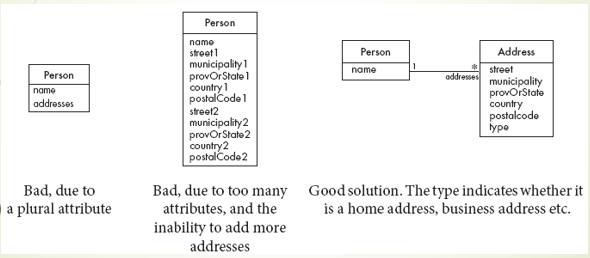 Person
name
addresses
Bad, due to
a plural attribute
Person
name
street1
municipality1
provOrState1
country1
postalCode1
street2
municipality2
provOrState2
country2
postalCode2
Bad, due to too many
attributes, and the
inability to add more
addresses
Person
name
1
*
addresses
Address
street
municipality
provOrState
country
postalcode
type
Good solution. The type indicates whether it
is a home address, business address etc.